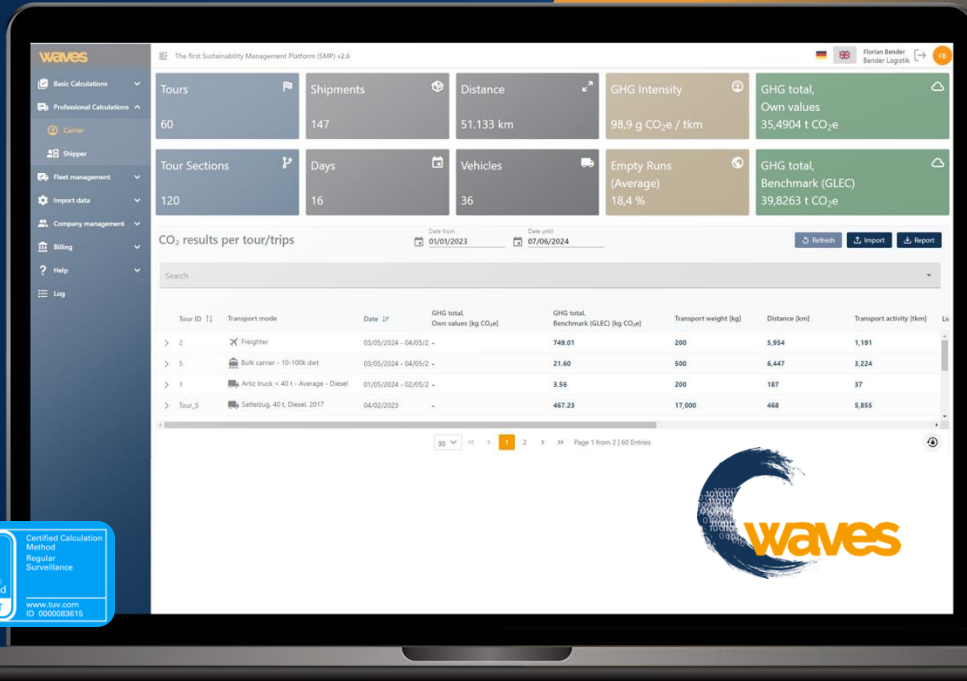 waves
The first Sustainability Management Platform (SMP) v2.6
Florian Bender
Bender Logistik
FB
Basic Calculations
Professional Calculations
Carrier
Shipper
Fleet management
Import data
Company management
Billing
Help
Log
Tours
60
Shipments
147
Distance
51.133 km
GHG Intensity
98,9 g CO₂e / tkm
GHG total,
Own values
35,4904 t CO₂e
Tour Sections
120
Days
16
Vehicles
36
Empty Runs
(Average)
18,4 %
GHG total,
Benchmark (GLEC)
39,8263 t CO₂e
CO₂ results per tour/trips
Date from
01/01/2023
Date until
07/06/2024
Refresh
Import
Report
Search
Tour ID Transport mode Date GHG total, Own values [kg CO₂e] GHG total, Benchmark (GLEC) [kg CO₂e] Transport weight [kg] Distance [km] Transport activity [tkm]
2 Freighter 03/05/2024 - 04/05/2 - 749.01 200 5,954 1,191
5 Bulk carrier - 10-100k dwt 03/05/2024 - 04/05/2 - 21.60 500 6,447 3,224
1 Artic truck < 40 t - Average - Diesel 01/05/2024 - 02/05/2 - 3.56 200 187 37
Tour_5 Sattelzug, 40 t, Diesel, 2017 04/02/2023 - 467.23 17,000 468 5,855
30 « < 1 2 > » Page 1 from 2 | 60 Entries
waves
Certified Calculation
Method
Regular
Surveillance
www.tuv.com
ID 0000083615